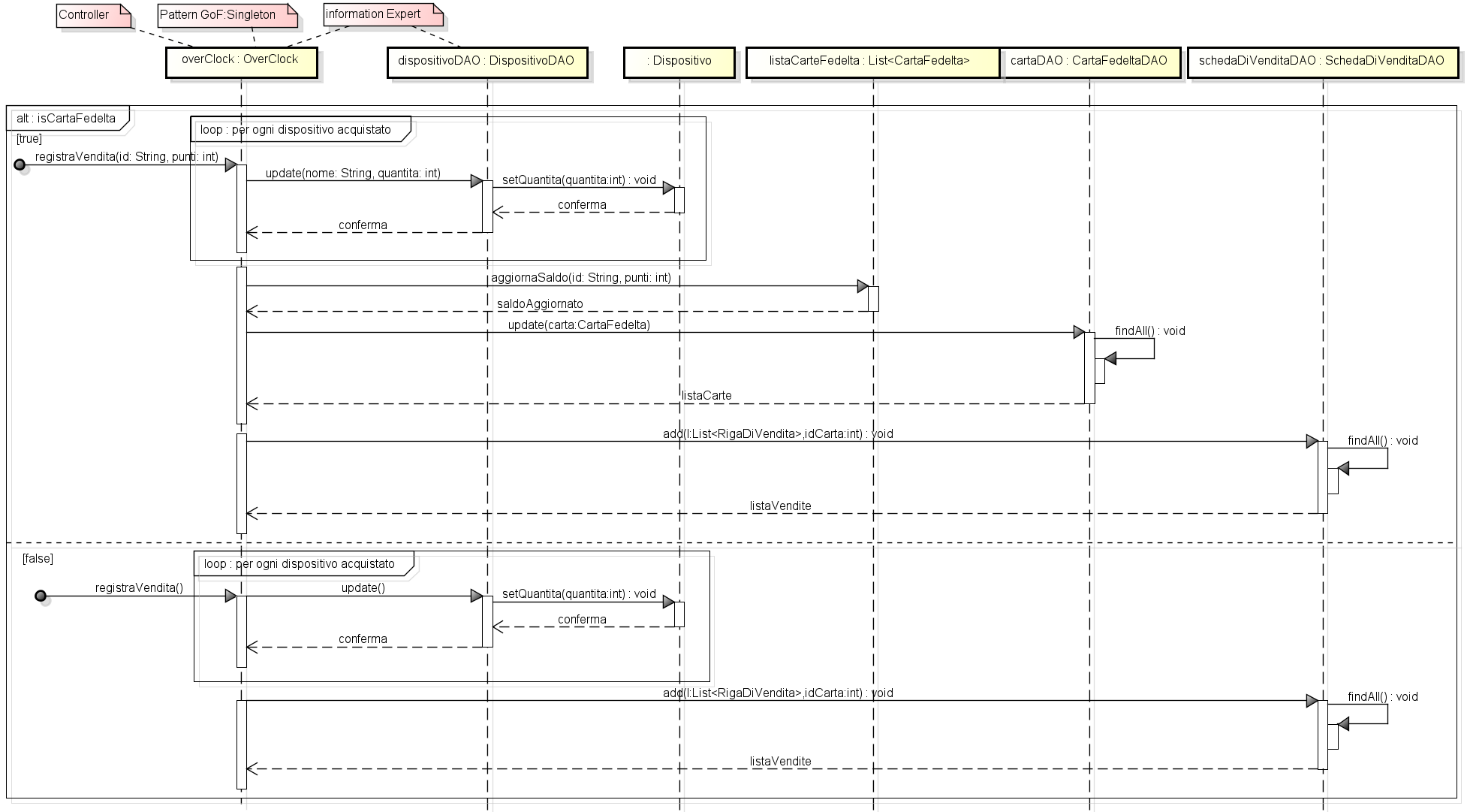 Controller
Pattern GoF:Singleton
information Expert
overClock : OverClock
dispositivoDAO : DispositivoDAO
: Dispositivo
listaCarteFedelta : List<CartaFedelta>
cartaDAO : CartaFedeltaDAO
schedaDiVenditaDAO : SchedaDiVenditaDAO
alt : isCartaFedelta
[true]
loop : per ogni dispositivo acquistato
registraVendita(id: String, punti: int)
update(nome: String, quantita: int)
setQuantita(quantita:int) : void
conferma
conferma
aggiornaSaldo(id: String, punti: int)
saldoAggiornato
update(carta:CartaFedelta)
findAll() : void
listaCarte
add(l:List<RigaDiVendita>,idCarta:int) : void
findAll() : void
listaVendite
[false]
loop : per ogni dispositivo acquistato
registraVendita()
update()
setQuantita(quantita:int) : void
conferma
conferma
add(l:List<RigaDiVendita>,idCarta:int) : void
findAll() : void
listaVendite